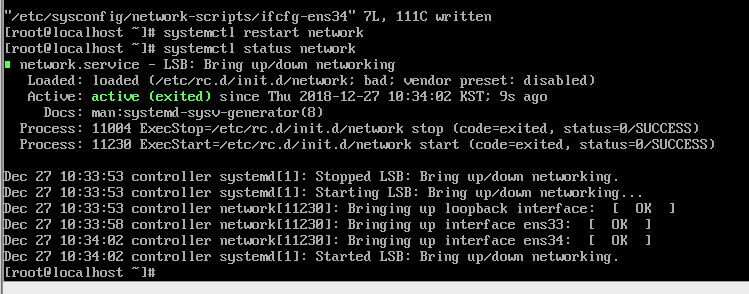 "/etc/sysconfig/network-scripts/ifcfg-ens34" 7L, 111C written
[root@localhost ~]# systemctl restart network
[root@localhost ~]# systemctl status network
■ network.service - LSB: Bring up/down networking
Loaded: loaded (/etc/rc.d/init.d/network; bad; vendor preset: disabled)
Active: active (exited) since Thu 2018-12-27 10:34:02 KST; 9s ago
Docs: man:systemd-sysv-generator(8)
Process: 11004 ExecStop=/etc/rc.d/init.d/network stop (code=exited, status=0/SUCCESS)
Process: 11230 ExecStart=/etc/rc.d/init.d/network start (code=exited, status=0/SUCCESS)
Dec 27 10:33:53 controller systemd[1]: Stopped LSB: Bring up/down networking.
Dec 27 10:33:53 controller systemd[1]: Starting LSB: Bring up/down networking...
Dec 27 10:33:53 controller network[11230]: Bringing up loopback interface:  [  OK  ]
Dec 27 10:33:58 controller network[11230]: Bringing up interface ens33:  [  OK  ]
Dec 27 10:34:02 controller network[11230]: Bringing up interface ens34:  [  OK  ]
Dec 27 10:34:02 controller systemd[1]: Started LSB: Bring up/down networking.
[root@localhost ~]#